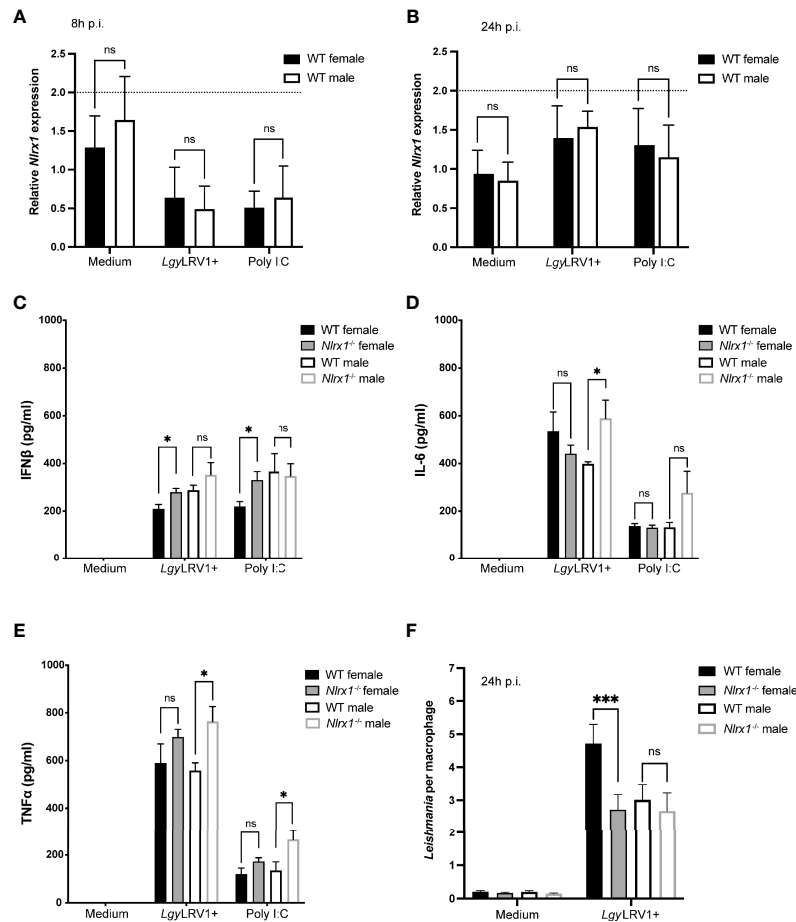 A
8h p.i.
Relative Nlrx1 expression
2.5
2.0
1.5
1.0
0.5
0.0
ns
ns
ns
Medium
LgyLRV1+
Poly I:C
WT female
WT male
B
24h p.i.
Relative Nlrx1 expression
2.5
2.0
1.5
1.0
0.5
0.0
ns
ns
ns
Medium
LgyLRV1+
Poly I:C
WT female
WT male
C
IFNβ (pg/ml)
1000
800
600
400
200
0
*
ns
*
ns
Medium
LgyLRV1+
Poly I:C
WT female
Nlrx1-/- female
WT male
Nlrx1-/- male
D
IL-6 (pg/ml)
1000
800
600
400
200
0
ns
*
ns
ns
Medium
LgyLRV1+
Poly I:C
WT female
Nlrx1-/- female
WT male
Nlrx1-/- male
E
TNFα (pg/ml)
1000
800
600
400
200
0
ns
*
ns
*
Medium
LgyLRV1+
Poly I:C
WT female
Nlrx1-/- female
WT male
Nlrx1-/- male
F
24h p.i.
Leishmania per macrophage
7
6
5
4
3
2
1
0
***
ns
Medium
LgyLRV1+
WT female
Nlrx1-/- female
WT male
Nlrx1-/- male